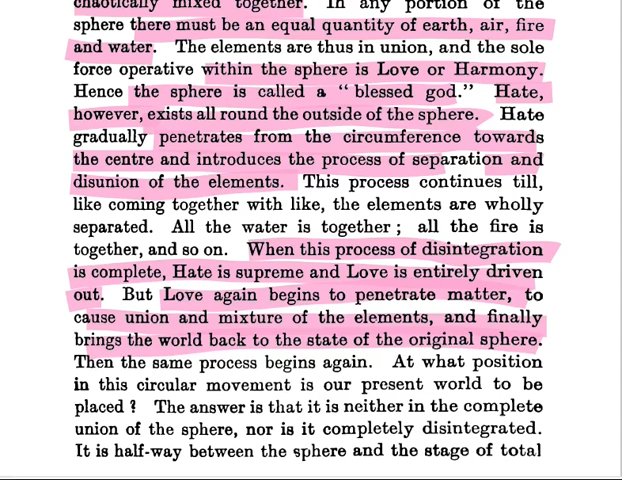 chaotically mixed together. In any portion of the
sphere there must be an equal quantity of earth, air, fire
and water. The elements are thus in union, and the sole
force operative within the sphere is Love or Harmony.
Hence the sphere is called a " blessed god." Hate,
however, exists all round the outside of the sphere. Hate
gradually penetrates from the circumference towards
the centre and introduces the process of separation and
disunion of the elements. This process continues till,
like coming together with like, the elements are wholly
separated. All the water is together ; all the fire is
together, and so on. When this process of disintegration
is complete, Hate is supreme and Love is entirely driven
out. But Love again begins to penetrate matter, to
cause union and mixture of the elements, and finally
brings the world back to the state of the original sphere.
Then the same process begins again. At what position
in this circular movement is our present world to be
placed ? The answer is that it is neither in the complete
union of the sphere, nor is it completely disintegrated.
It is half-way between the sphere and the stage of total